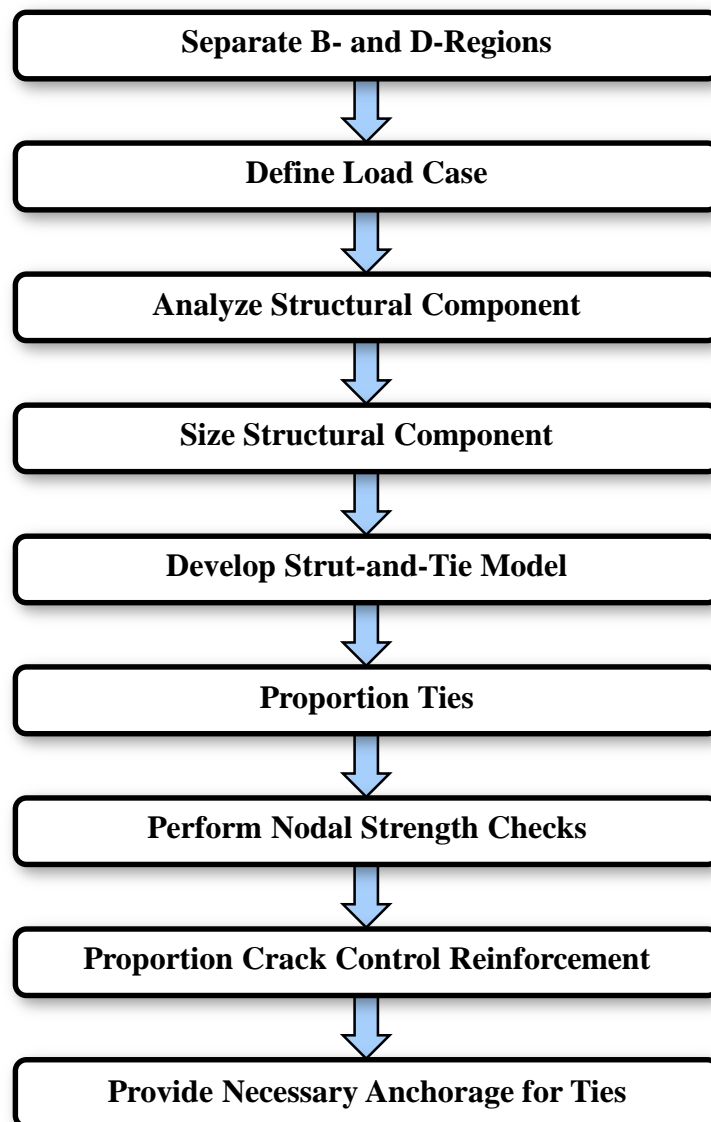 Separate B- and D-Regions
Define Load Case
Analyze Structural Component
Size Structural Component
Develop Strut-and-Tie Model
Proportion Ties
Perform Nodal Strength Checks
Proportion Crack Control Reinforcement
Provide Necessary Anchorage for Ties